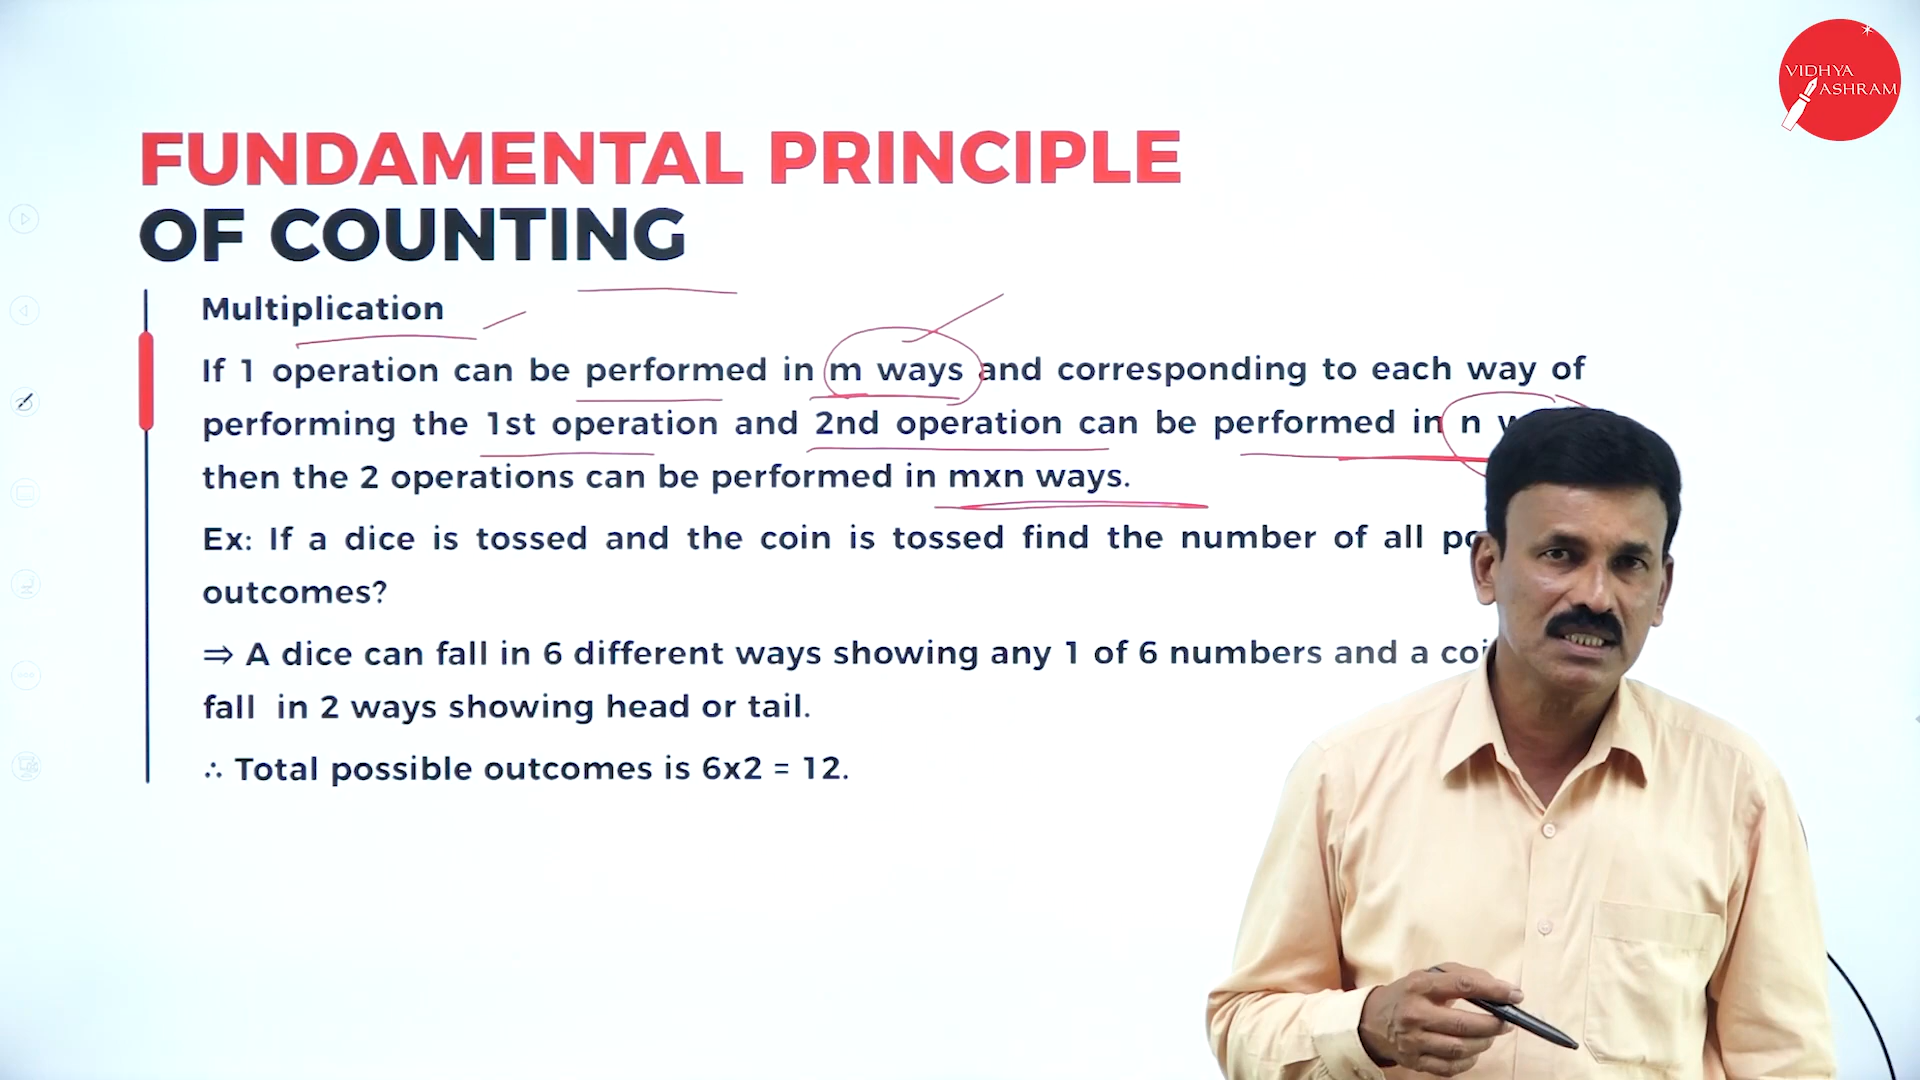 VIDHYA
ASHRAM
FUNDAMENTAL PRINCIPLE
OF COUNTING
Multiplication
If 1 operation can be performed in m ways and corresponding to each way of
performing the 1st operation and 2nd operation can be performed in n
then the 2 operations can be performed in mxn ways.
Ex: If a dice is tossed and the coin is tossed find the number of all
outcomes?
⇒ A dice can fall in 6 different ways showing any 1 of 6 numbers and a
fall in 2 ways showing head or tail.
∴ Total possible outcomes is 6x2 = 12.